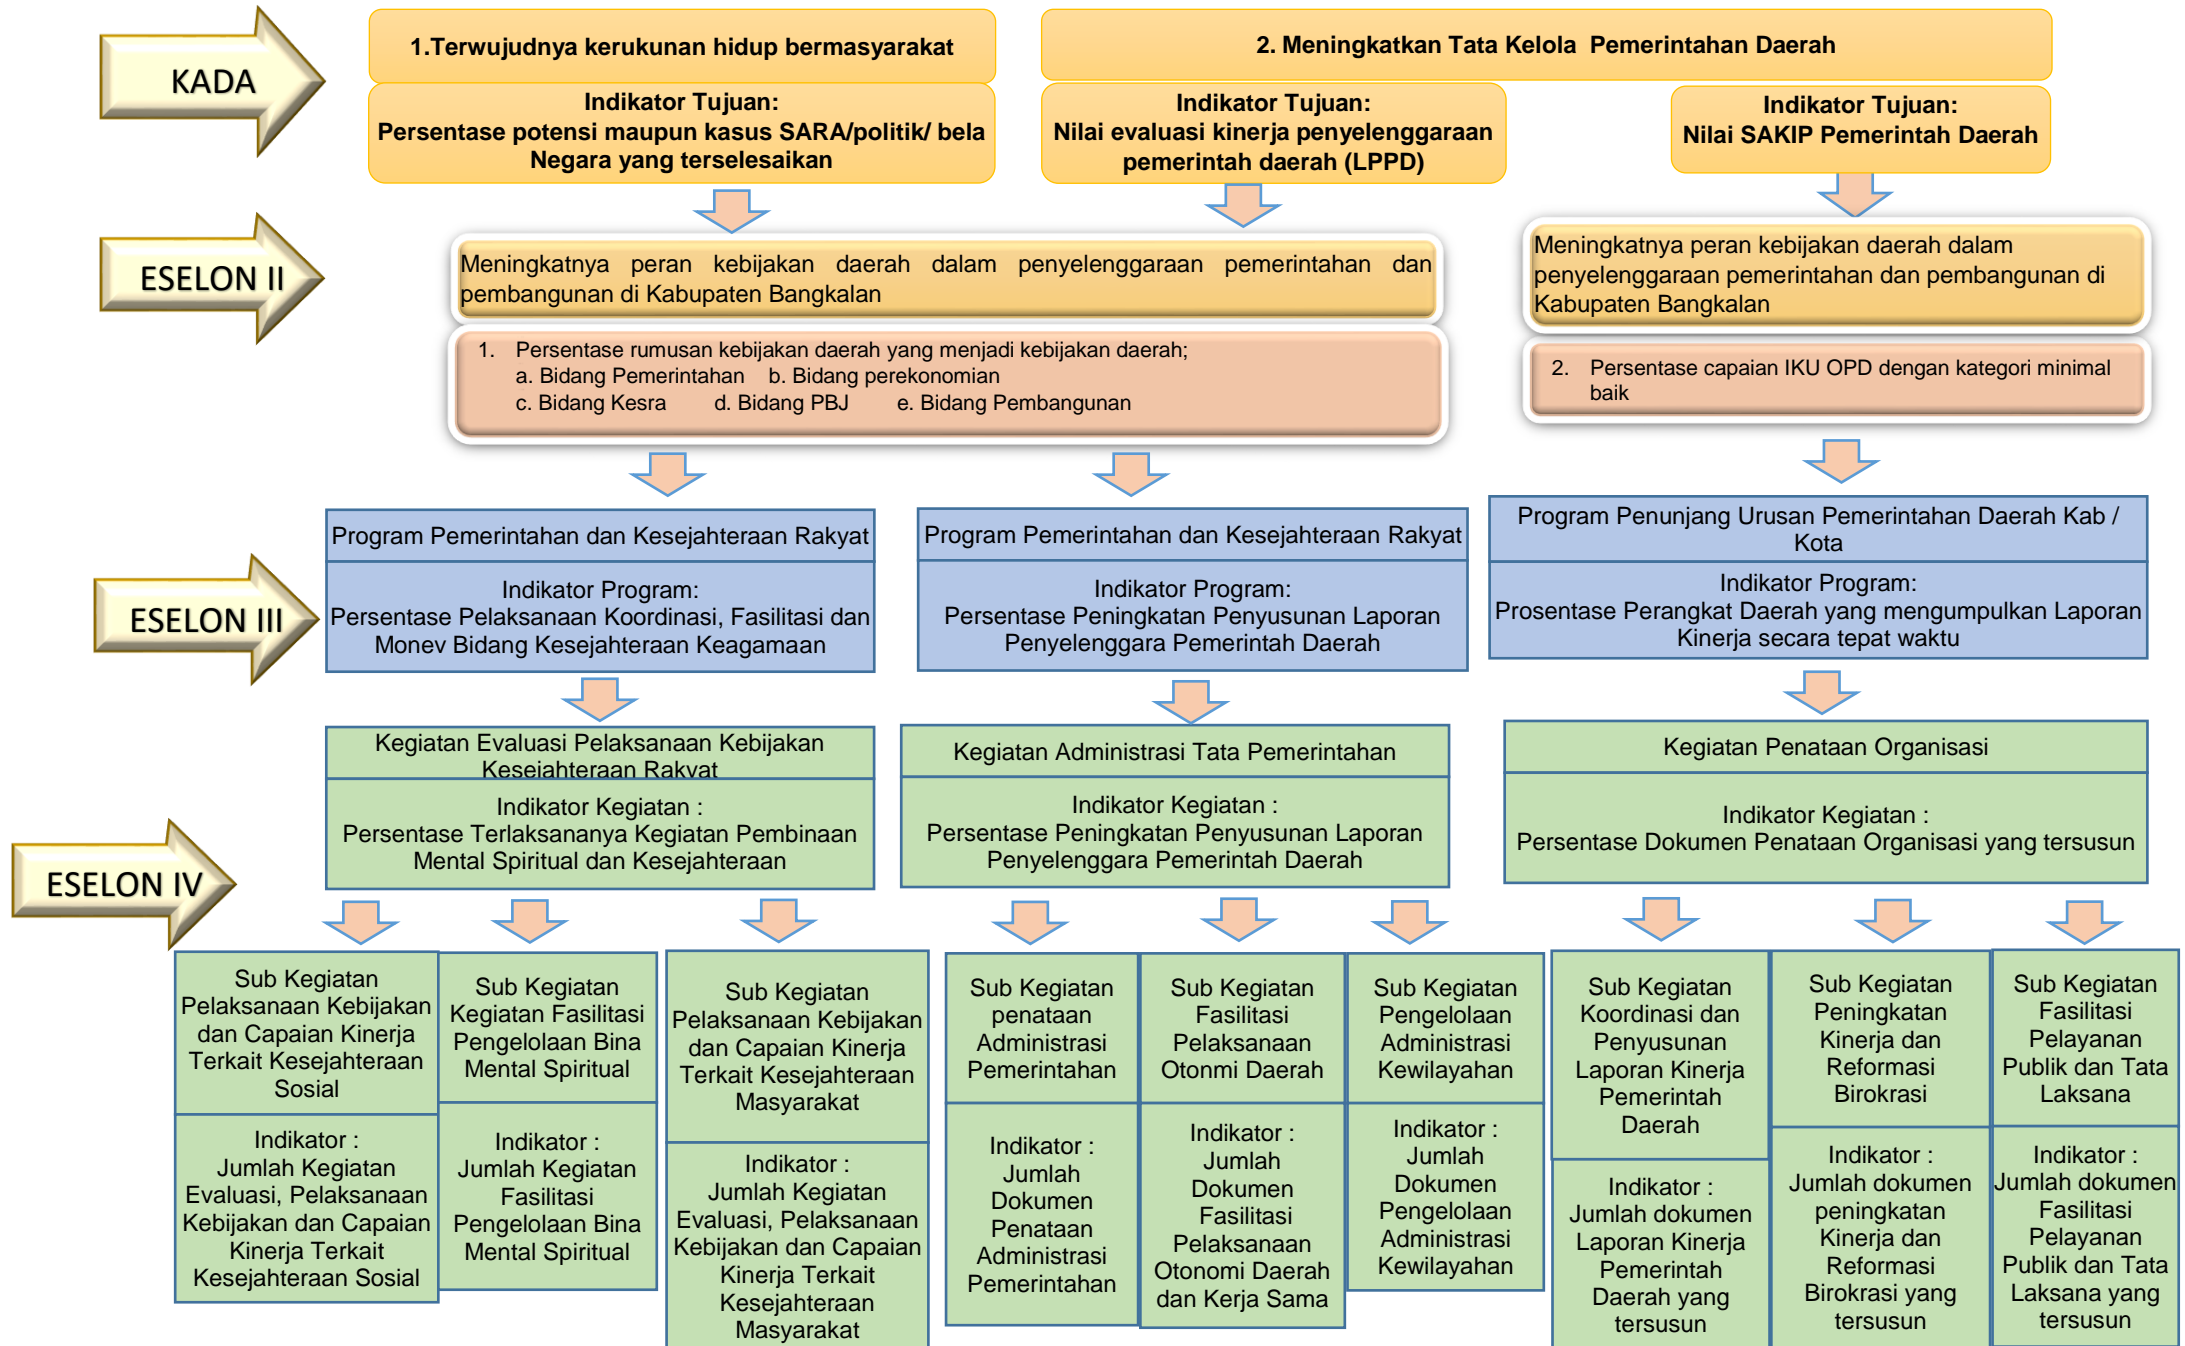 KADA
1.Terwujudnya kerukunan hidup bermasyarakat
2. Meningkatkan Tata Kelola Pemerintahan Daerah
Indikator Tujuan:
Persentase potensi maupun kasus SARA/politik/ bela
Negara yang terselesaikan
Indikator Tujuan:
Nilai evaluasi kinerja penyelenggaraan
pemerintah daerah (LPPD)
Indikator Tujuan:
Nilai SAKIP Pemerintah Daerah
ESELON II
Meningkatnya peran kebijakan daerah dalam penyelenggaraan pemerintahan dan
pembangunan di Kabupaten Bangkalan
Meningkatnya peran kebijakan daerah dalam
penyelenggaraan pemerintahan dan pembangunan di
Kabupaten Bangkalan
1. Persentase rumusan kebijakan daerah yang menjadi kebijakan daerah;
a. Bidang Pemerintahan b. Bidang perekonomian
c. Bidang Kesra d. Bidang PBJ e. Bidang Pembangunan
2. Persentase capaian IKU OPD dengan kategori minimal
baik
ESELON III
Program Pemerintahan dan Kesejahteraan Rakyat
Indikator Program:
Persentase Pelaksanaan Koordinasi, Fasilitasi dan
Monev Bidang Kesejahteraan Keagamaan
Program Pemerintahan dan Kesejahteraan Rakyat
Indikator Program:
Persentase Peningkatan Penyusunan Laporan
Penyelenggara Pemerintah Daerah
Program Penunjang Urusan Pemerintahan Daerah Kab /
Kota
Indikator Program:
Prosentase Perangkat Daerah yang mengumpulkan Laporan
Kinerja secara tepat waktu
ESELON IV
Kegiatan Evaluasi Pelaksanaan Kebijakan
Kesejahteraan Rakyat
Indikator Kegiatan :
Persentase Terlaksananya Kegiatan Pembinaan
Mental Spiritual dan Kesejahteraan
Kegiatan Administrasi Tata Pemerintahan
Indikator Kegiatan :
Persentase Peningkatan Penyusunan Laporan
Penyelenggara Pemerintah Daerah
Kegiatan Penataan Organisasi
Indikator Kegiatan :
Persentase Dokumen Penataan Organisasi yang tersusun
Sub Kegiatan
Pelaksanaan Kebijakan
dan Capaian Kinerja
Terkait Kesejahteraan
Sosial
Indikator :
Jumlah Kegiatan
Evaluasi, Pelaksanaan
Kebijakan dan Capaian
Kinerja Terkait
Kesejahteraan Sosial
Sub Kegiatan
Kegiatan Fasilitasi
Pengelolaan Bina
Mental Spiritual
Indikator :
Jumlah Kegiatan
Fasilitasi
Pengelolaan Bina
Mental Spiritual
Sub Kegiatan
Pelaksanaan Kebijakan
dan Capaian Kinerja
Terkait Kesejahteraan
Masyarakat
Indikator :
Jumlah Kegiatan
Evaluasi, Pelaksanaan
Kebijakan dan Capaian
Kinerja Terkait
Kesejahteraan
Masyarakat
Sub Kegiatan
penataan
Administrasi
Pemerintahan
Indikator :
Jumlah
Dokumen
Penataan
Administrasi
Pemerintahan
Sub Kegiatan
Fasilitasi
Pelaksanaan
Otonmi Daerah
Indikator :
Jumlah
Dokumen
Fasilitasi
Pelaksanaan
Otonomi Daerah
dan Kerja Sama
Sub Kegiatan
Pengelolaan
Administrasi
Kewilayahan
Indikator :
Jumlah
Dokumen
Pengelolaan
Administrasi
Kewilayahan
Sub Kegiatan
Koordinasi dan
Penyusunan
Laporan Kinerja
Pemerintah
Daerah
Indikator :
Jumlah dokumen
Laporan Kinerja
Pemerintah
Daerah yang
tersusun
Sub Kegiatan
Peningkatan
Kinerja dan
Reformasi
Birokrasi
Indikator :
Jumlah dokumen
peningkatan
Kinerja dan
Reformasi
Birokrasi yang
tersusun
Sub Kegiatan
Fasilitasi
Pelayanan
Publik dan Tata
Laksana
Indikator :
Jumlah dokumen
Fasilitasi
Pelayanan
Publik dan Tata
Laksana yang
tersusun